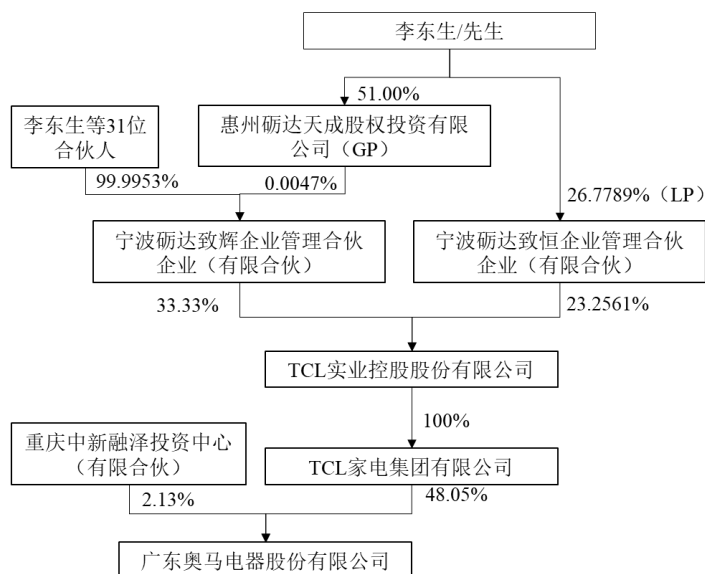 李东生/先生
51.00%
李东生等31位
合伙人
惠州砺达天成股权投资有限
公司（GP）
99.9953%
0.0047%
26.7789%（LP）
宁波砺达致辉企业管理合伙
企业（有限合伙）
宁波砺达致恒企业管理合伙
企业（有限合伙）
33.33%
23.2561%
TCL实业控股股份有限公司
100%
重庆中新融泽投资中心
（有限合伙）
TCL家电集团有限公司
2.13%
48.05%
广东奥马电器股份有限公司